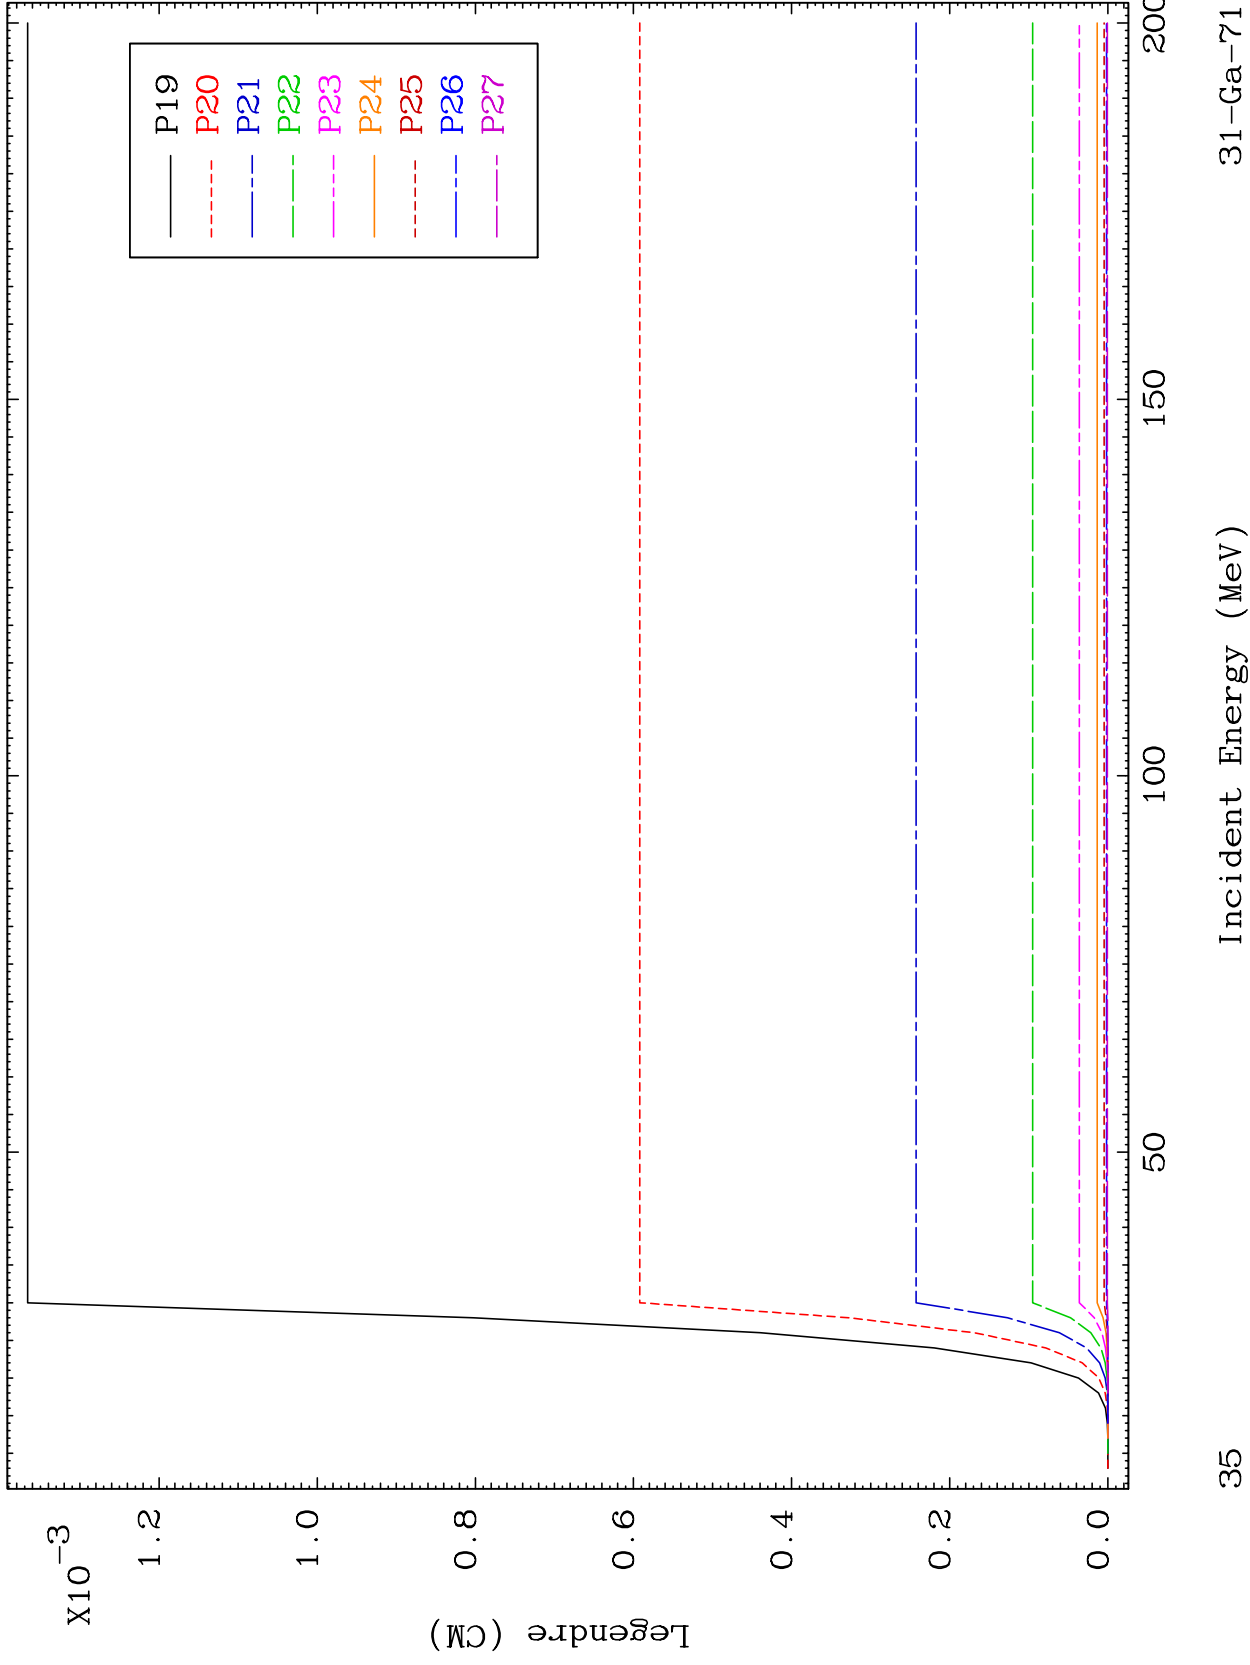 X10-3
1.2
1.0
0.8
0.6
0.4
0.2
0.0
Legendre (CM)
P19
P20
P21
P22
P23
P24
P25
P26
P27
50
100
150
200
Incident Energy (MeV)
35
31-Ga-71